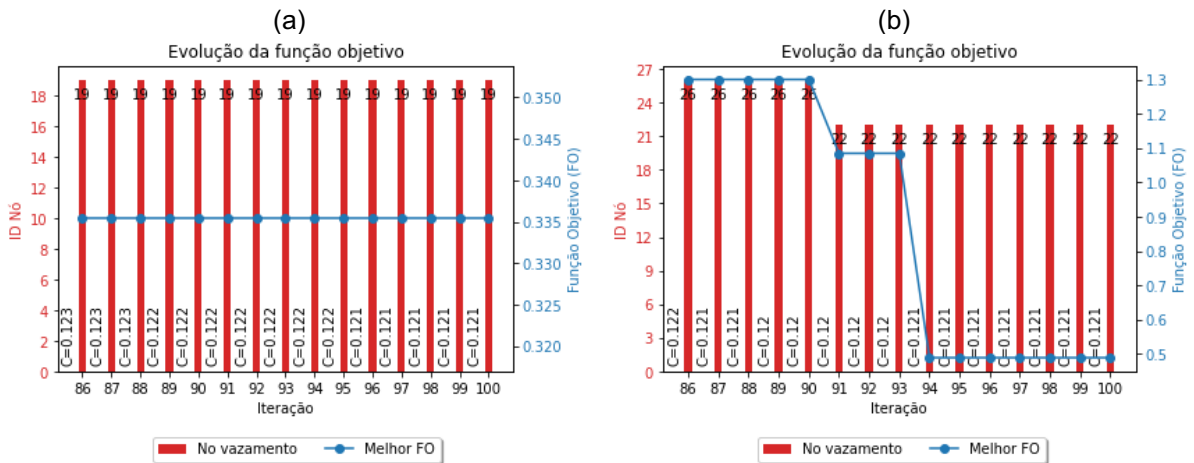 (a)
Evolução da função objetivo
ID Nó
18
16
14
12
10
8
6
4
2
0
19 19 19 19 19 19 19 19 19 19 19 19 19 19 19
C=0.123
C=0.123
C=0.123
C=0.122
C=0.122
C=0.122
C=0.122
C=0.122
C=0.122
C=0.122
C=0.121
C=0.121
C=0.121
C=0.121
C=0.121
0.350
0.345
0.340
0.335
0.330
0.325
0.320
Função Objetivo (FO)
86 87 88 89 90 91 92 93 94 95 96 97 98 99 100
Iteração
No vazamento Melhor FO
(b)
Evolução da função objetivo
ID Nó
27
24
21
18
15
12
9
6
3
0
26 26 26 26 26 22 22 22 22 22 22 22 22 22 22
C=0.122
C=0.121
C=0.121
C=0.12
C=0.12
C=0.12
C=0.12
C=0.12
C=0.121
C=0.121
C=0.121
C=0.121
C=0.121
C=0.121
C=0.121
1.3
1.2
1.1
1.0
0.9
0.8
0.7
0.6
0.5
Função Objetivo (FO)
86 87 88 89 90 91 92 93 94 95 96 97 98 99 100
Iteração
No vazamento Melhor FO